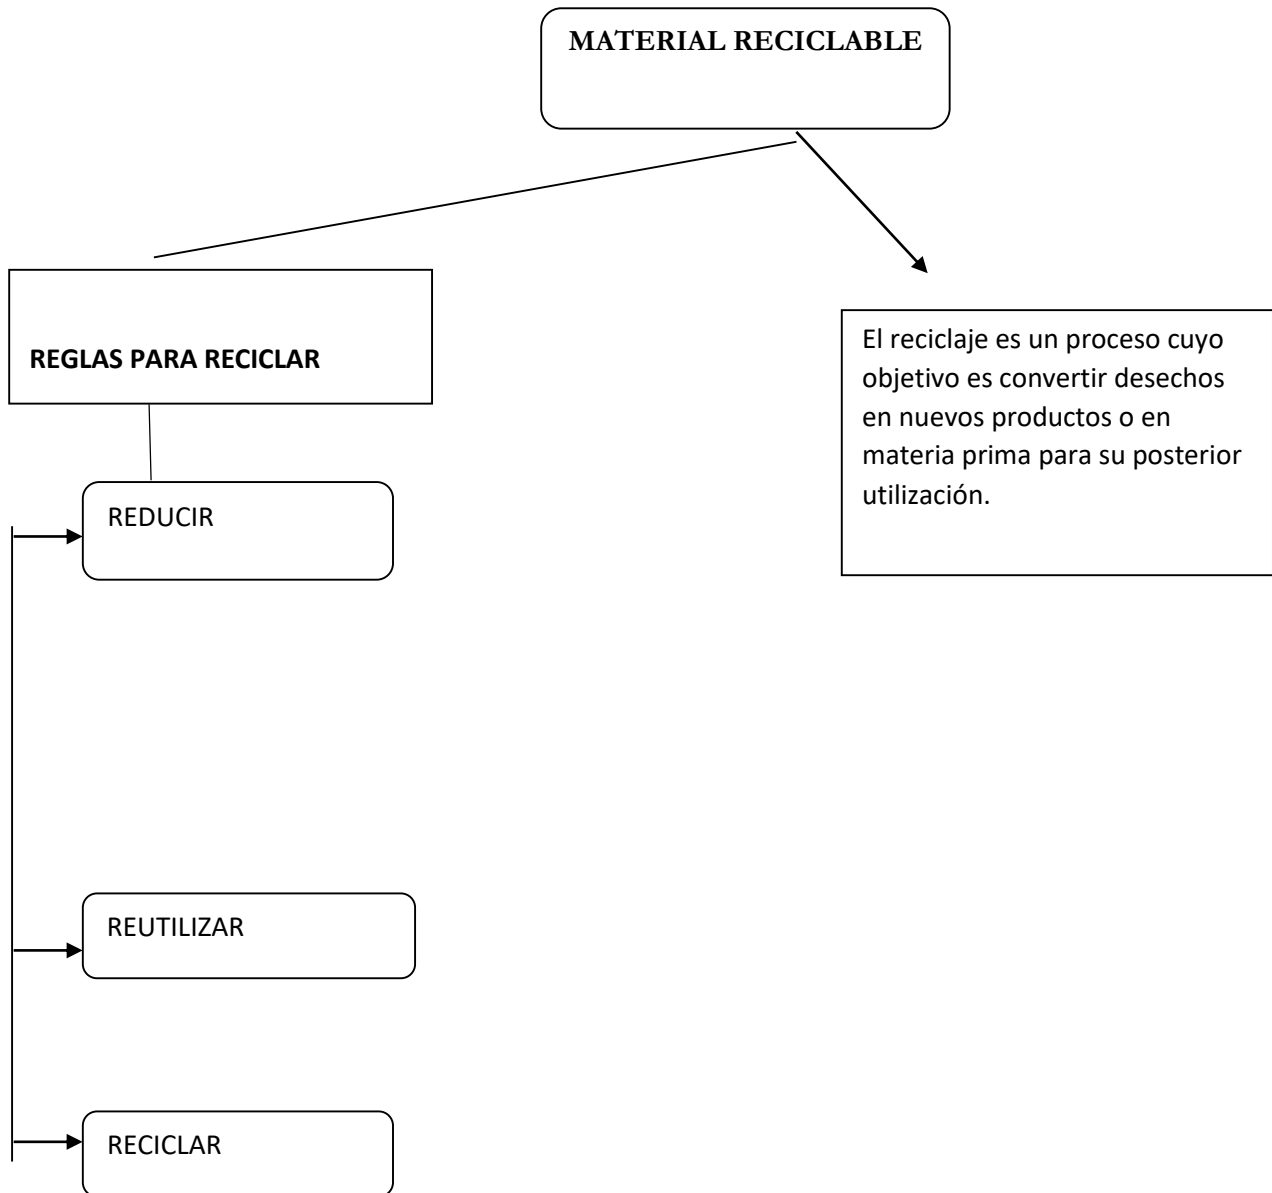 MATERIAL RECICLABLE
REGLAS PARA RECICLAR
El reciclaje es un proceso cuyo
objetivo es convertir desechos
en nuevos productos o en
materia prima para su posterior
utilización.
REDUCIR
REUTILIZAR
RECICLAR